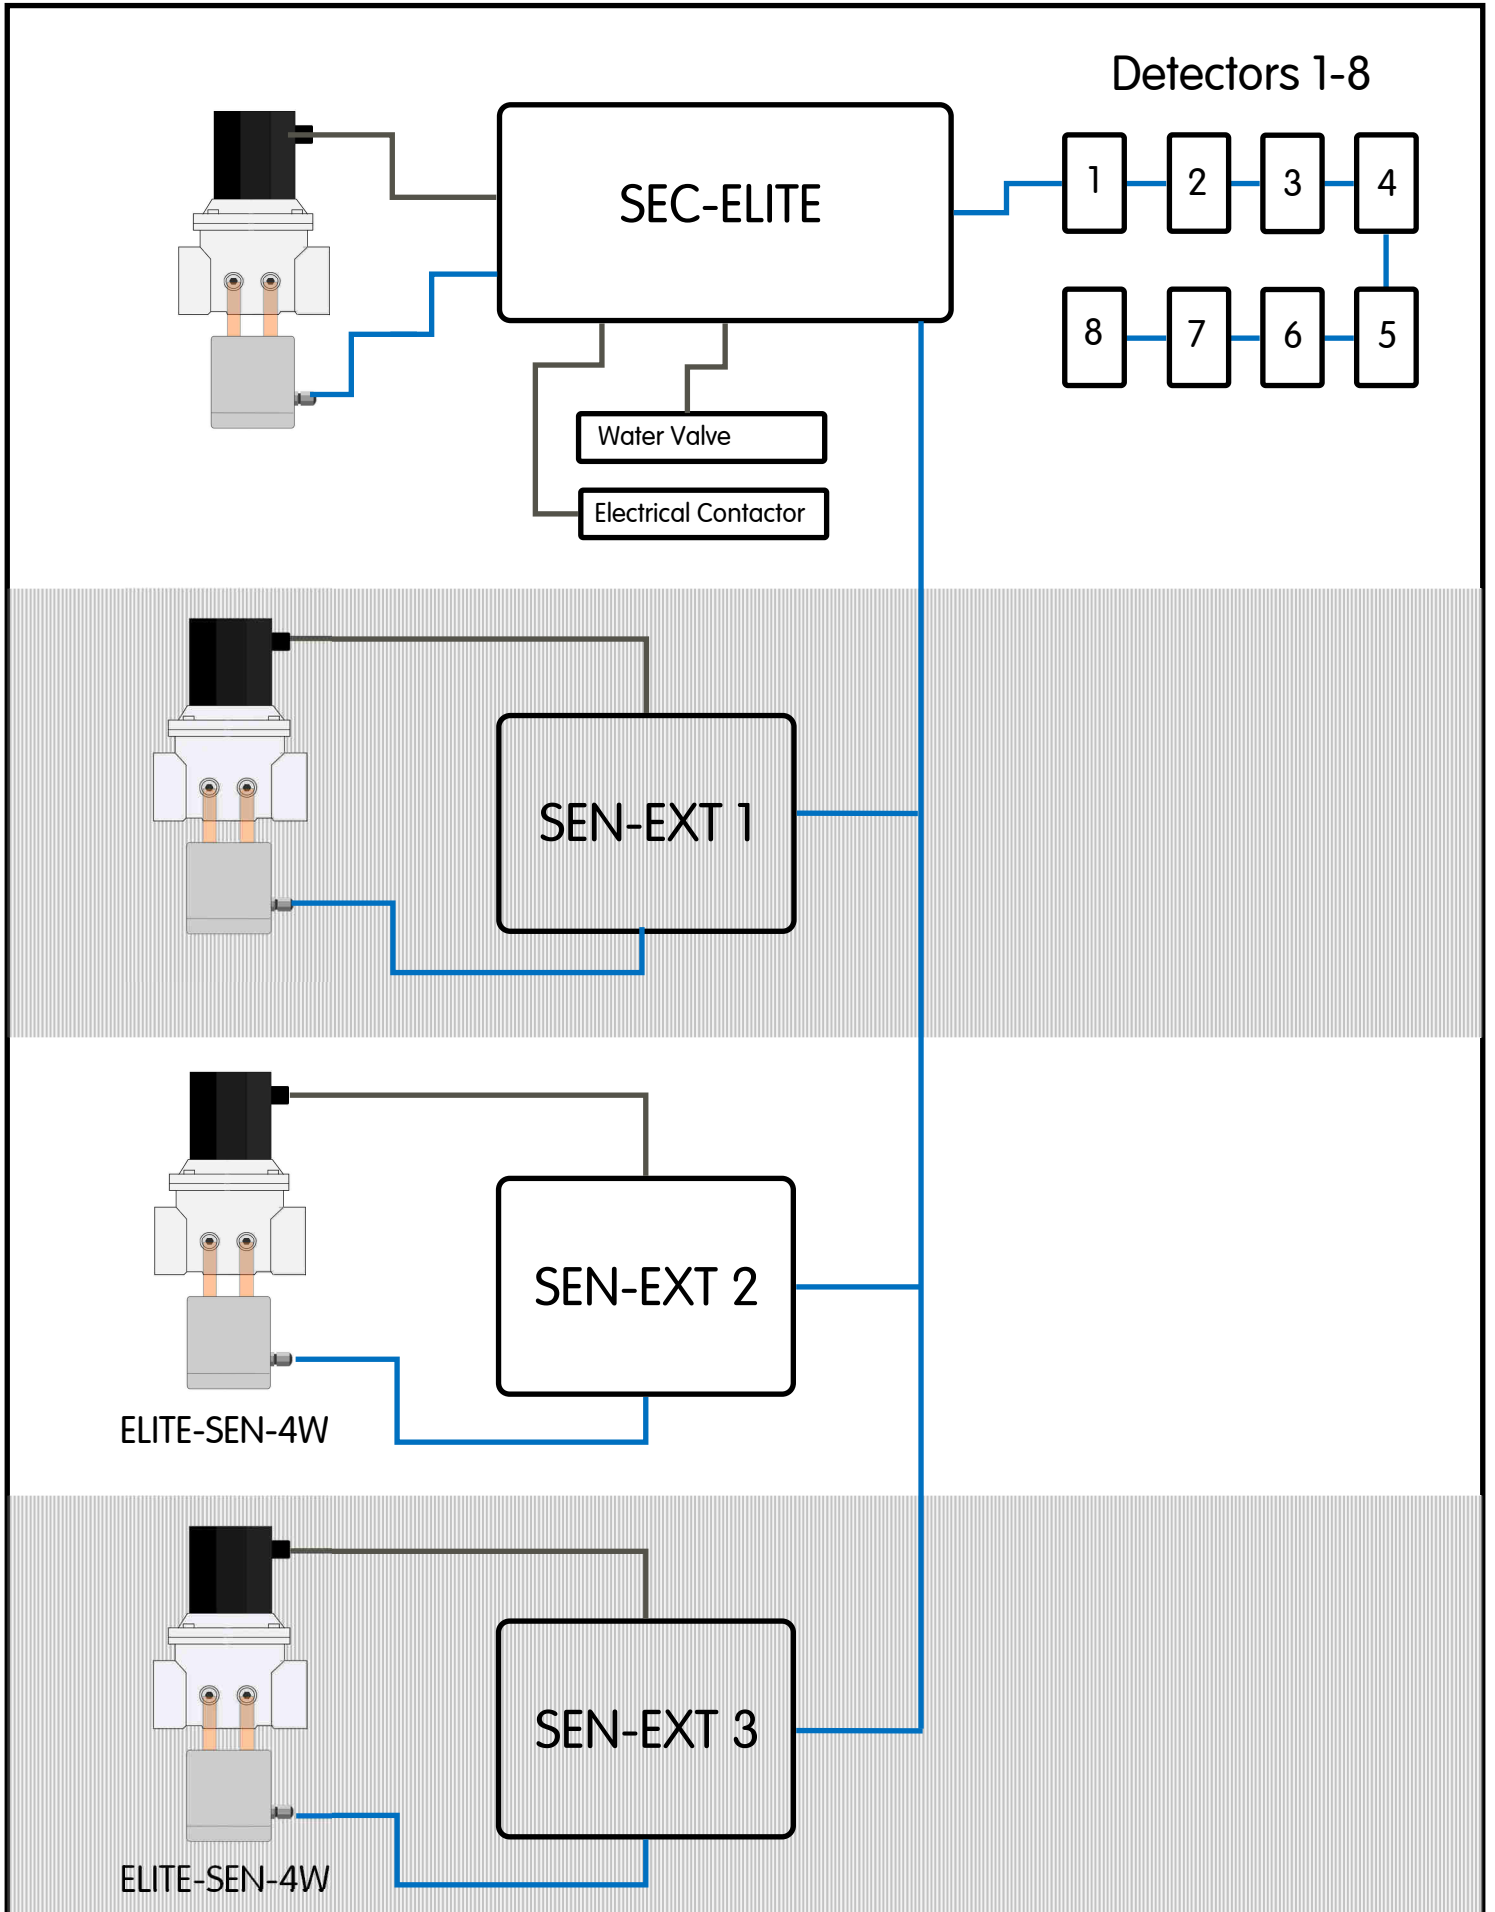 Detectors 1-8
SEC-ELITE
1 2 3 4
8 7 6 5
Water Valve
Electrical Contactor
SEN-EXT 1
SEN-EXT 2
ELITE-SEN-4W
SEN-EXT 3
ELITE-SEN-4W